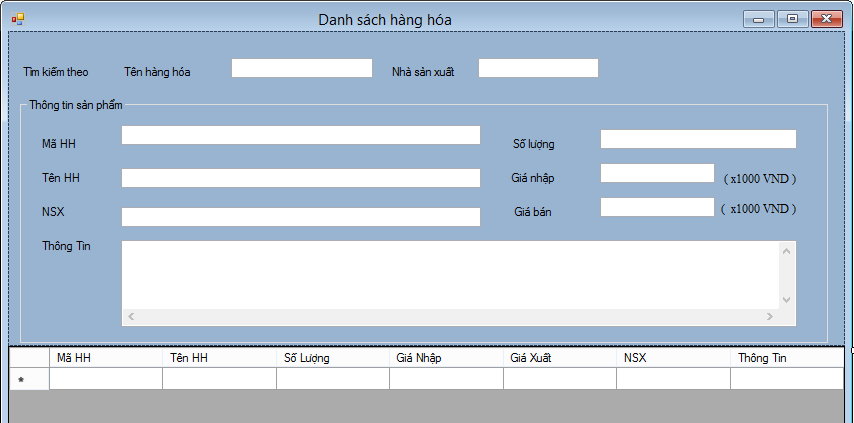 Danh sách hàng hóa
Tìm kiếm theo Tên hàng hóa Nhà sản xuất
Thông tin sản phẩm
Mã HH Số lượng
Tên HH Giá nhập ( x1000 VND )
NSX Giá bán ( x1000 VND )
Thông Tin
Mã HH Tên HH Số Lượng Giá Nhập Giá Xuất NSX Thông Tin